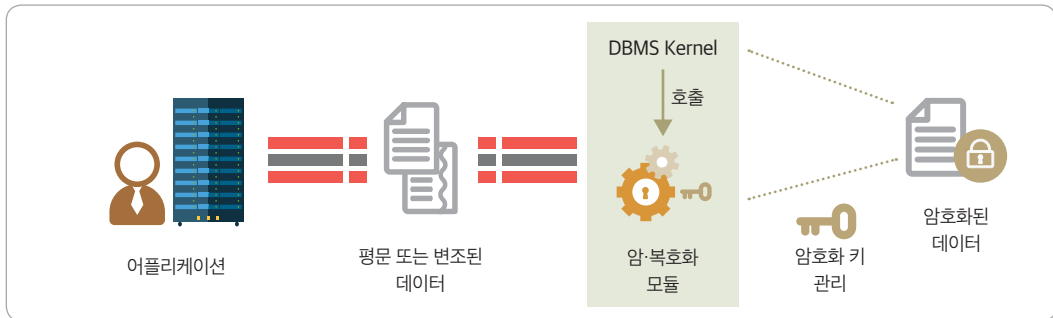 DBMS Kernel
호출
어플리케이션
평문 또는 변조된
데이터
암·복호화
모듈
암호화 키
관리
암호화된
데이터